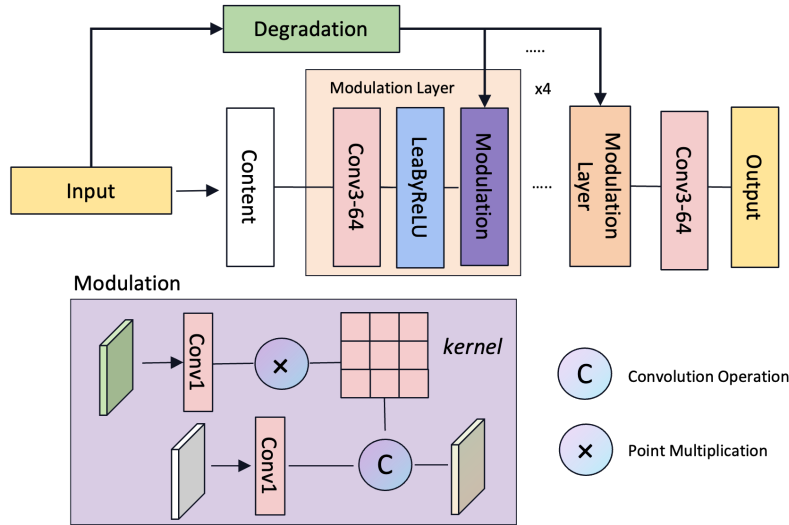 Degradation
.....
Modulation Layer
x4
Input
Content
Conv3-64
LeaByReLU
Modulation
.....
Modulation
Layer
Conv3-64
Output
Modulation
Conv1
×
kernel
Conv1
C
C
Convolution Operation
×
Point Multiplication